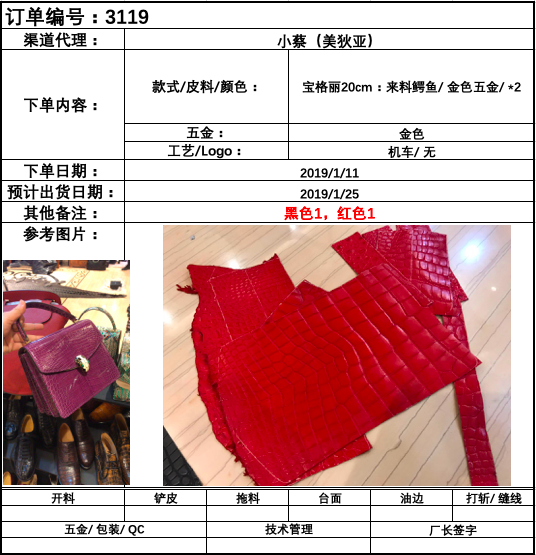 订单编号：3119
渠道代理： 小蔡（美狄亚）
下单内容： 款式/皮料/颜色： 宝格丽20cm：来料鳄鱼/ 金色五金/ *2
五金： 金色
工艺/Logo： 机车/ 无
下单日期： 2019/1/11
预计出货日期： 2019/1/25
其他备注： 黑色1，红色1
参考图片：
开料 铲皮 拖料 台面 油边 打斩/ 缝线
五金/ 包装/ QC 技术管理 厂长签字